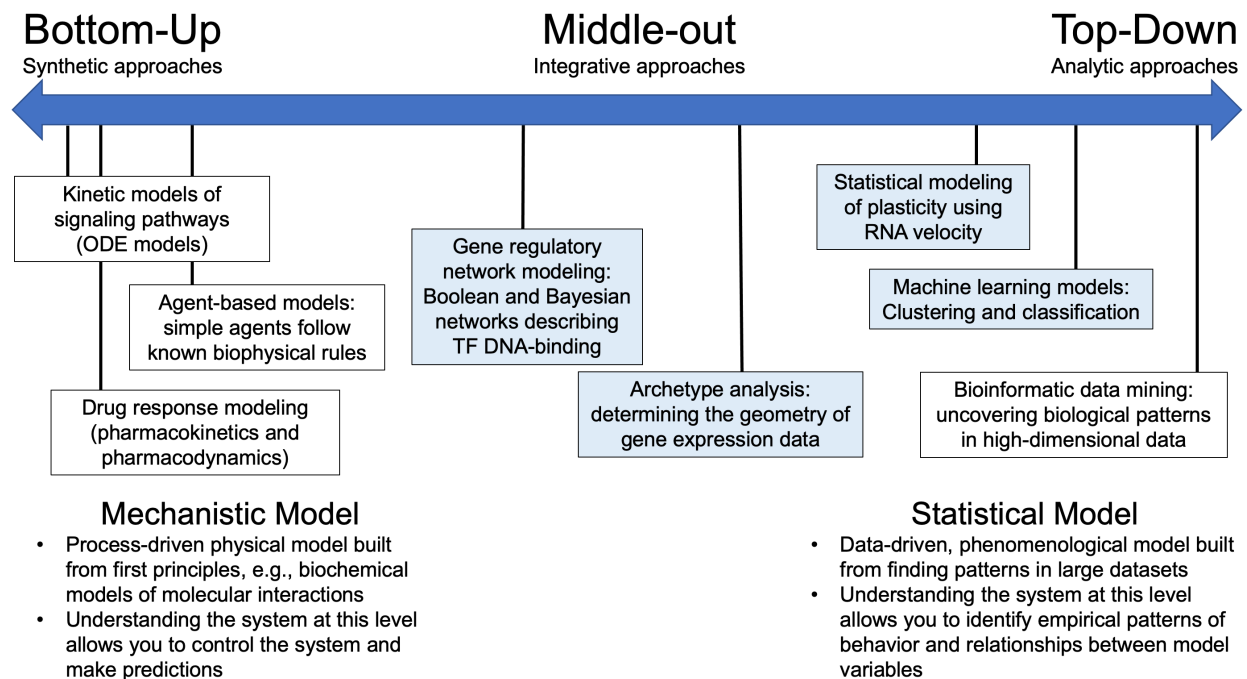 Bottom-Up
Synthetic approaches
Middle-out
Integrative approaches
Top-Down
Analytic approaches
Kinetic models of
signaling pathways
(ODE models)
Agent-based models:
simple agents follow
known biophysical rules
Drug response modeling
(pharmacokinetics and
pharmacodynamics)
Gene regulatory
network modeling:
Boolean and Bayesian
networks describing
TF DNA-binding
Archetype analysis:
determining the geometry of
gene expression data
Statistical modeling
of plasticity using
RNA velocity
Machine learning models:
Clustering and classification
Bioinformatic data mining:
uncovering biological patterns
in high-dimensional data
Mechanistic Model
• Process-driven physical model built
from first principles, e.g., biochemical
models of molecular interactions
• Understanding the system at this level
allows you to control the system and
make predictions
Statistical Model
• Data-driven, phenomenological model built
from finding patterns in large datasets
• Understanding the system at this level
allows you to identify empirical patterns of
behavior and relationships between model
variables